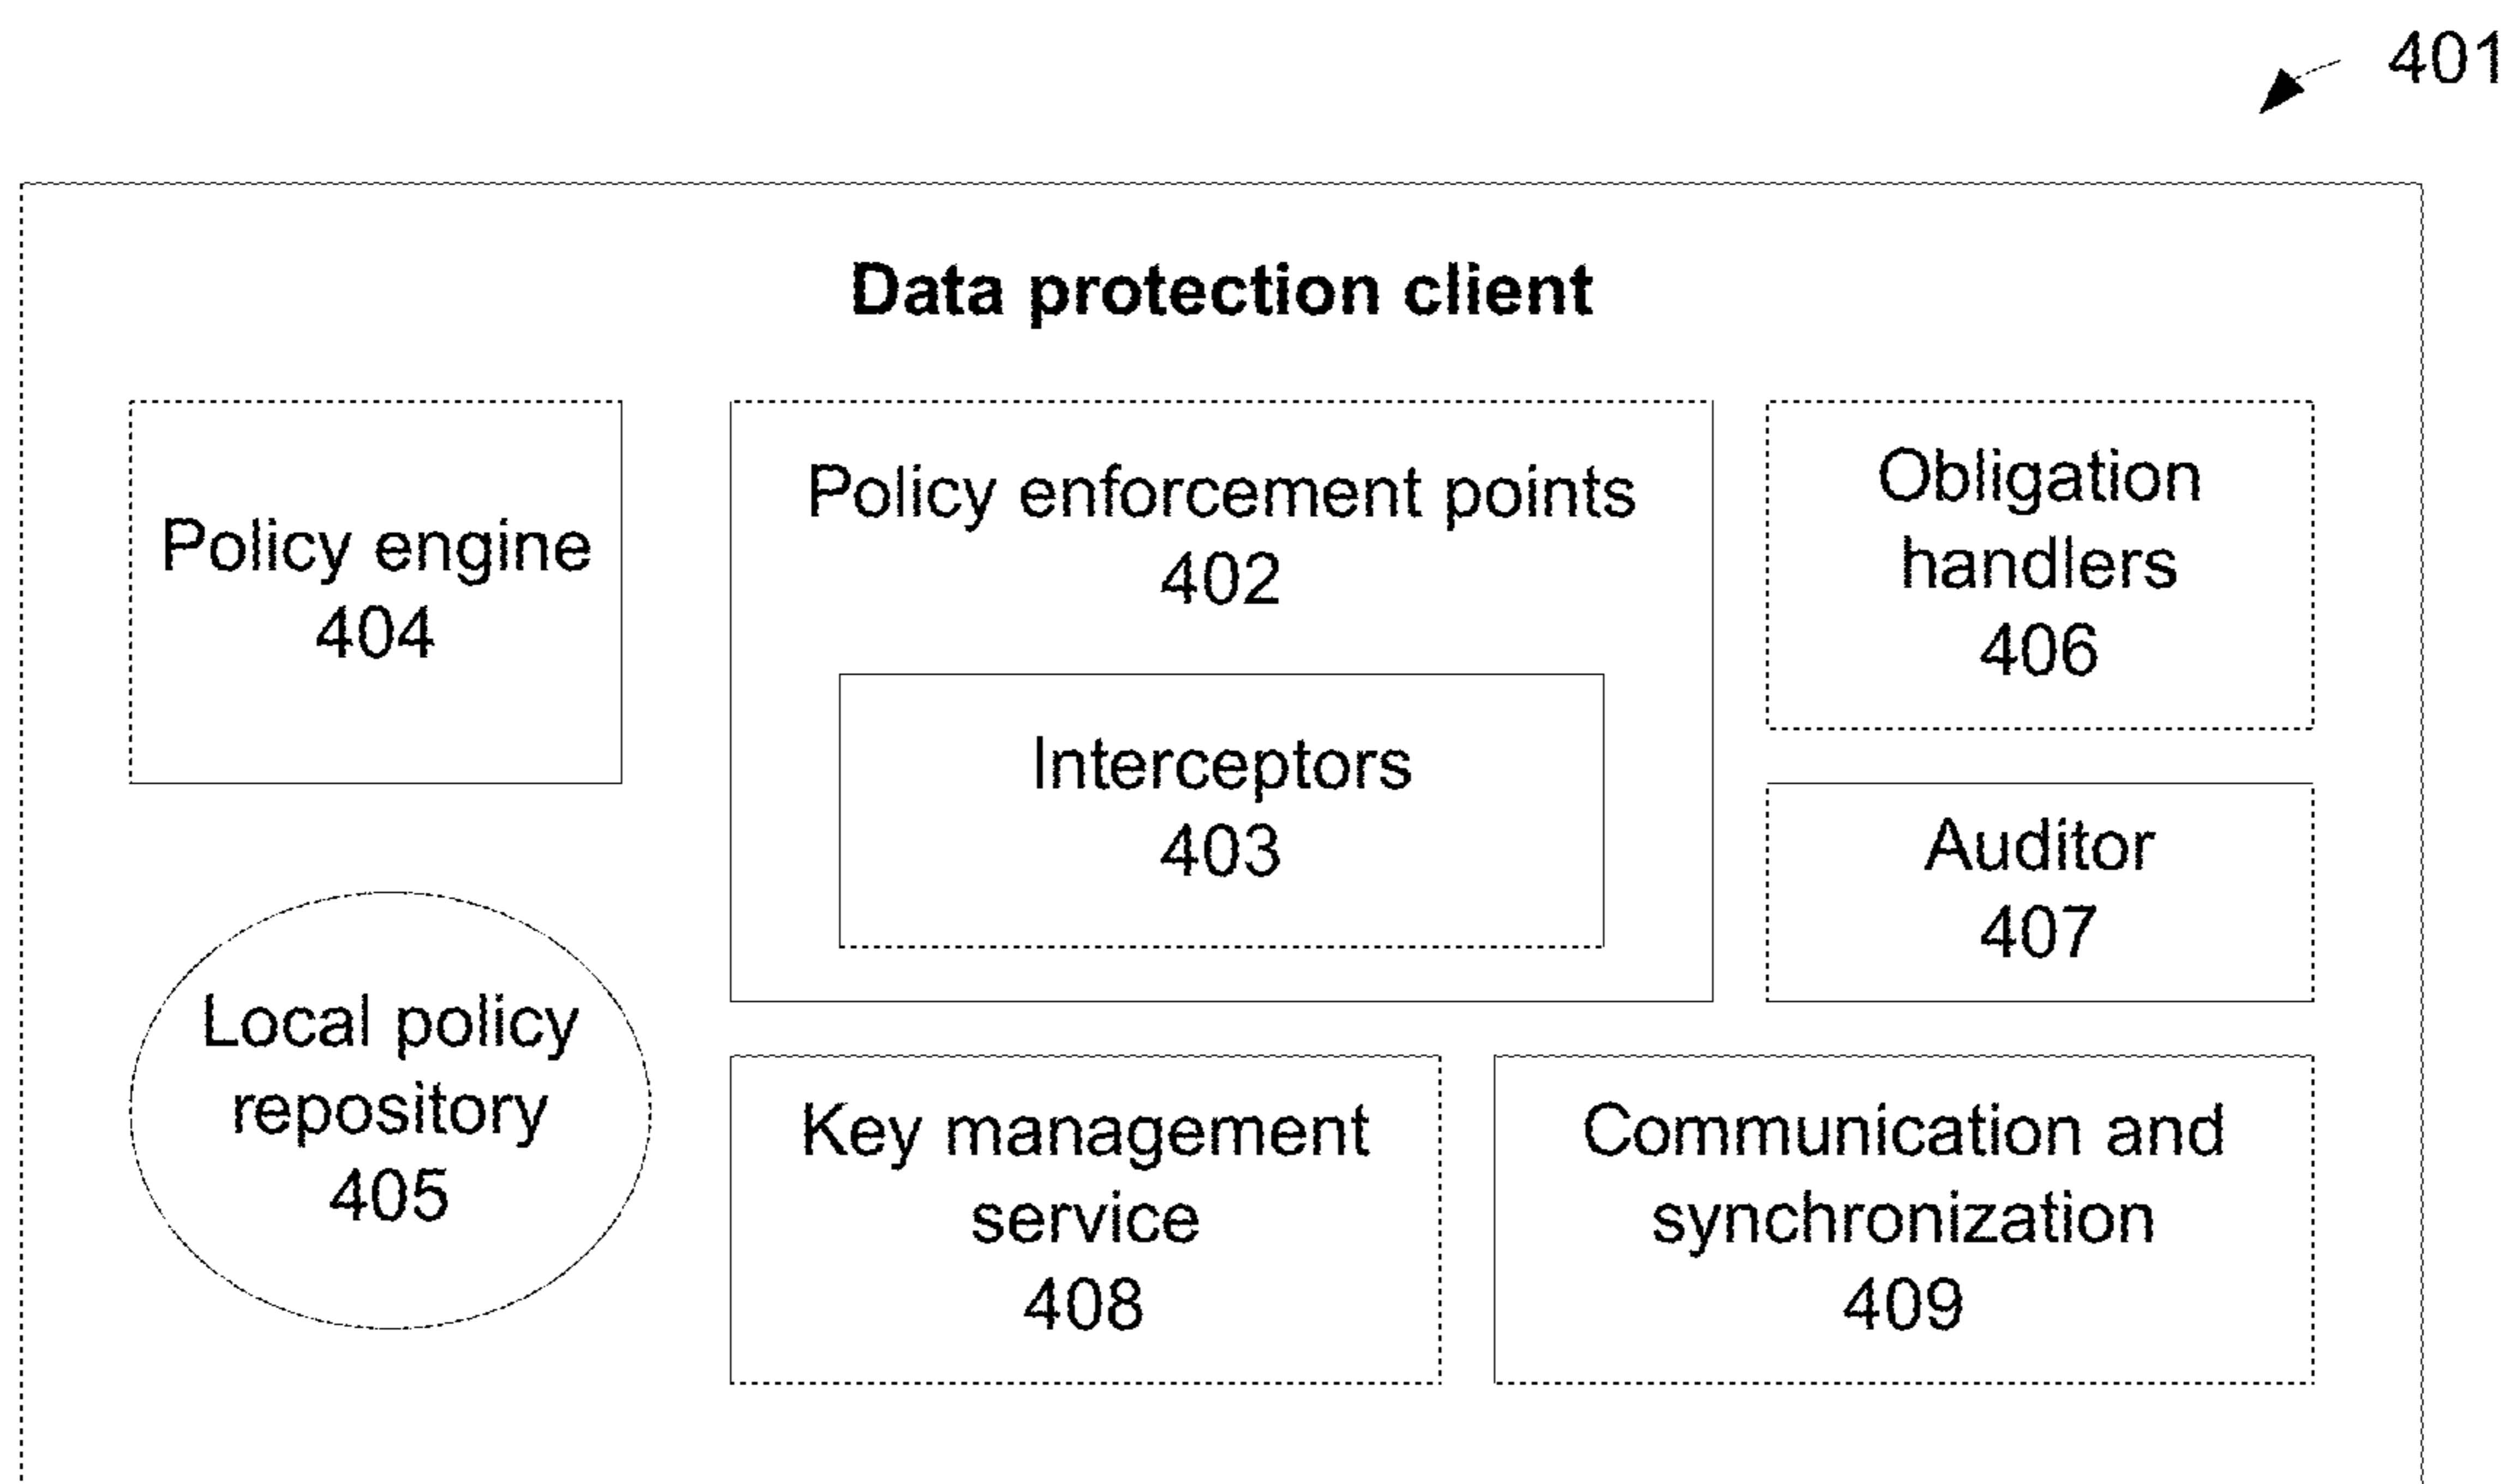 401
Data protection client
Policy engine
404
Policy enforcement points
402
Interceptors
403
Obligation
handlers
406
Auditor
407
Local policy
repository
405
Key management
service
408
Communication and
synchronization
409